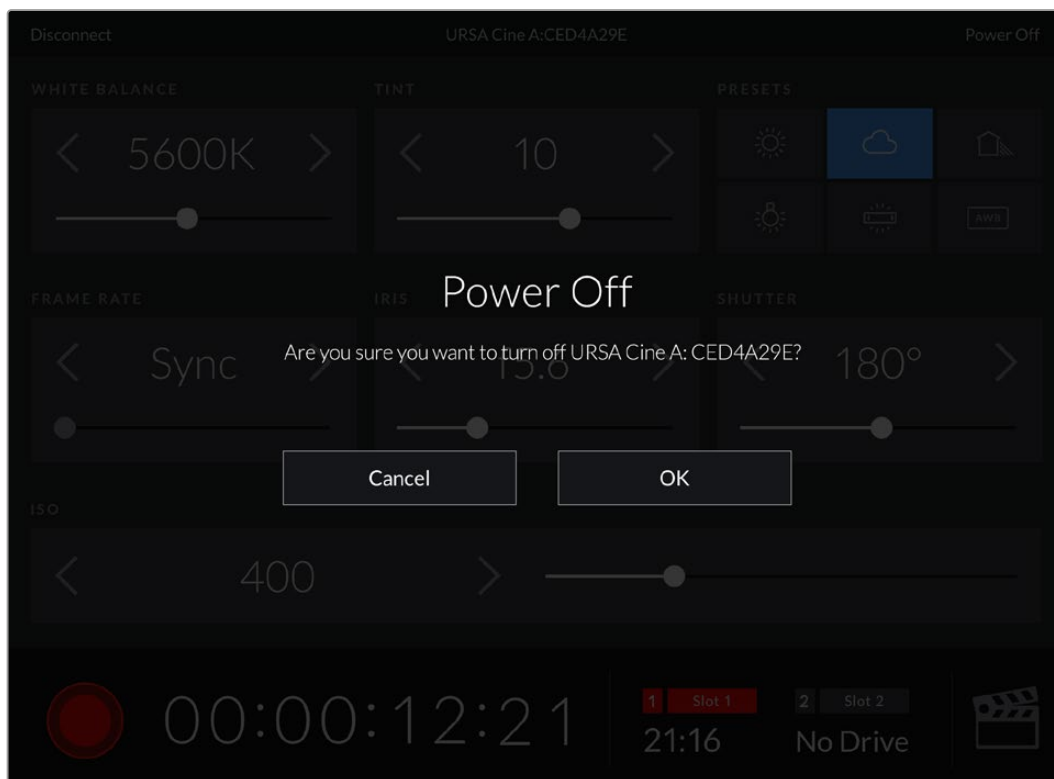 Disconnect URSA Cine A:CED4A29E Power Off
WHITE BALANCE TINT PRESETS
5600K 10
AWB
Power Off
FRAME RATE IRIS SHUTTER
Are you sure you want to turn off URSA Cine A: CED4A29E?
Sync 15.8 180°
Cancel OK
ISO
400
1 Slot 1 2 Slot 2
00:00:12:21
21:16 No Drive